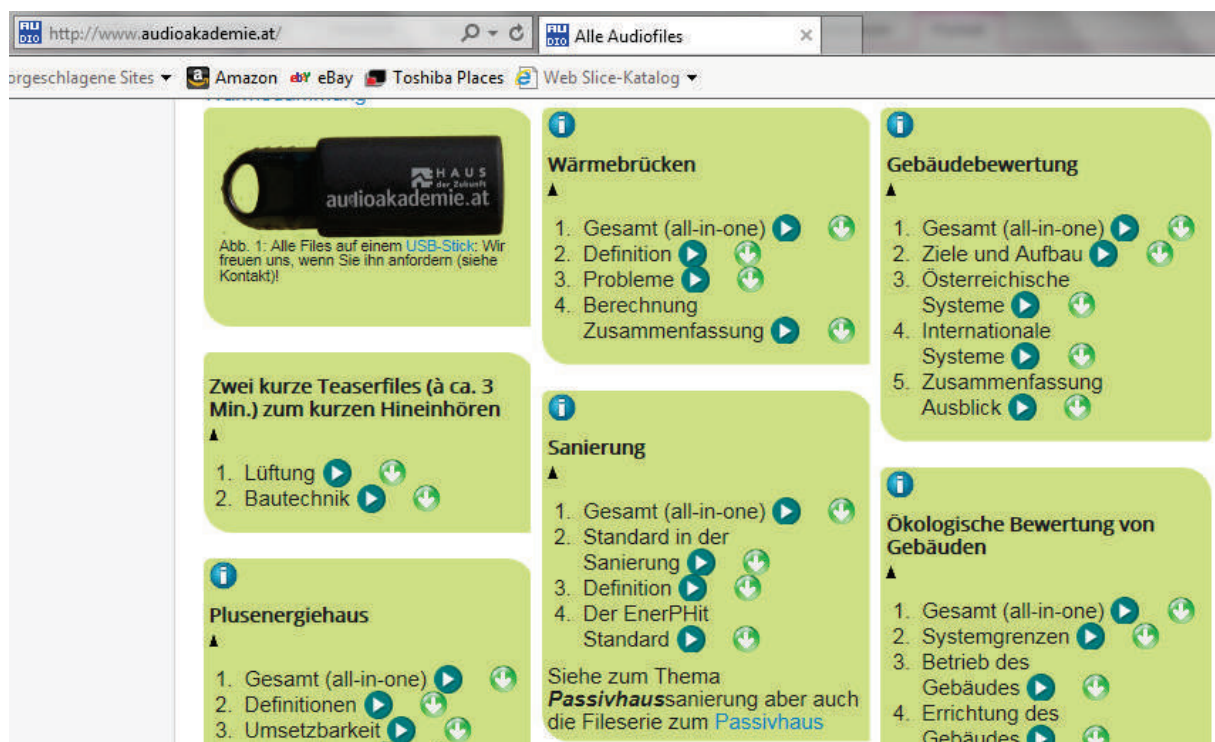 http://www.audioakademie.at/
Alle Audiofiles
orgeschlagene Sites
Amazon
eBay
Toshiba Places
Web Slice-Katalog
HAUS
der Zukunft
audioakademie.at
Abb. 1: Alle Files auf einem USB-Stick: Wir
freuen uns, wenn Sie ihn anfordern (siehe
Kontakt)!
Zwei kurze Teaserfiles (à ca. 3
Min.) zum kurzen Hineinhören
1. Lüftung
2. Bautechnik
Plusenergiehaus
1. Gesamt (all-in-one)
2. Definitionen
3. Umsetzbarkeit
Wärmebrücken
1. Gesamt (all-in-one)
2. Definition
3. Probleme
4. Berechnung
Zusammenfassung
Sanierung
1. Gesamt (all-in-one)
2. Standard in der
Sanierung
3. Definition
4. Der EnerPHit
Standard
Siehe zum Thema
Passivhaussanierung aber auch
die Fileserie zum Passivhaus
Gebäudebewertung
1. Gesamt (all-in-one)
2. Ziele und Aufbau
3. Österreichische
Systeme
4. Internationale
Systeme
5. Zusammenfassung
Ausblick
Ökologische Bewertung von
Gebäuden
1. Gesamt (all-in-one)
2. Systemgrenzen
3. Betrieb des
Gebäudes
4. Errichtung des
Gebäudes